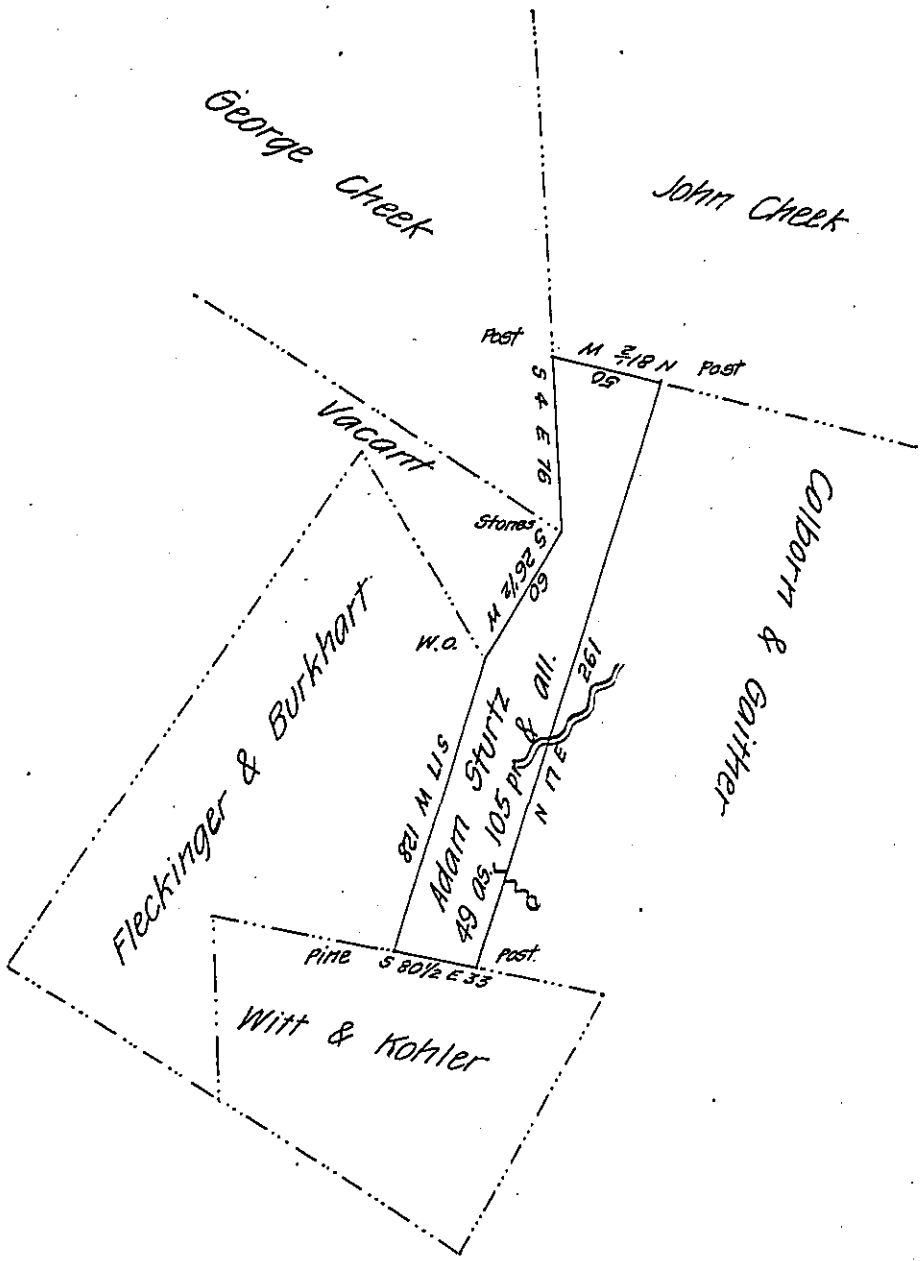 George Cheek
John Cheek
Post
N 81½ W
50
Post
S 4 E 76
Vacant
Stones
S 26½ W
60
Colborn & Gaither
W.O.
Fleckinger & Burkhart
S 17 W 128
Adam Sturtz
49 as. 105 pr & all.
N 17 E 261
Pine
S 80½ E 33
Post.
Witt & Kohler